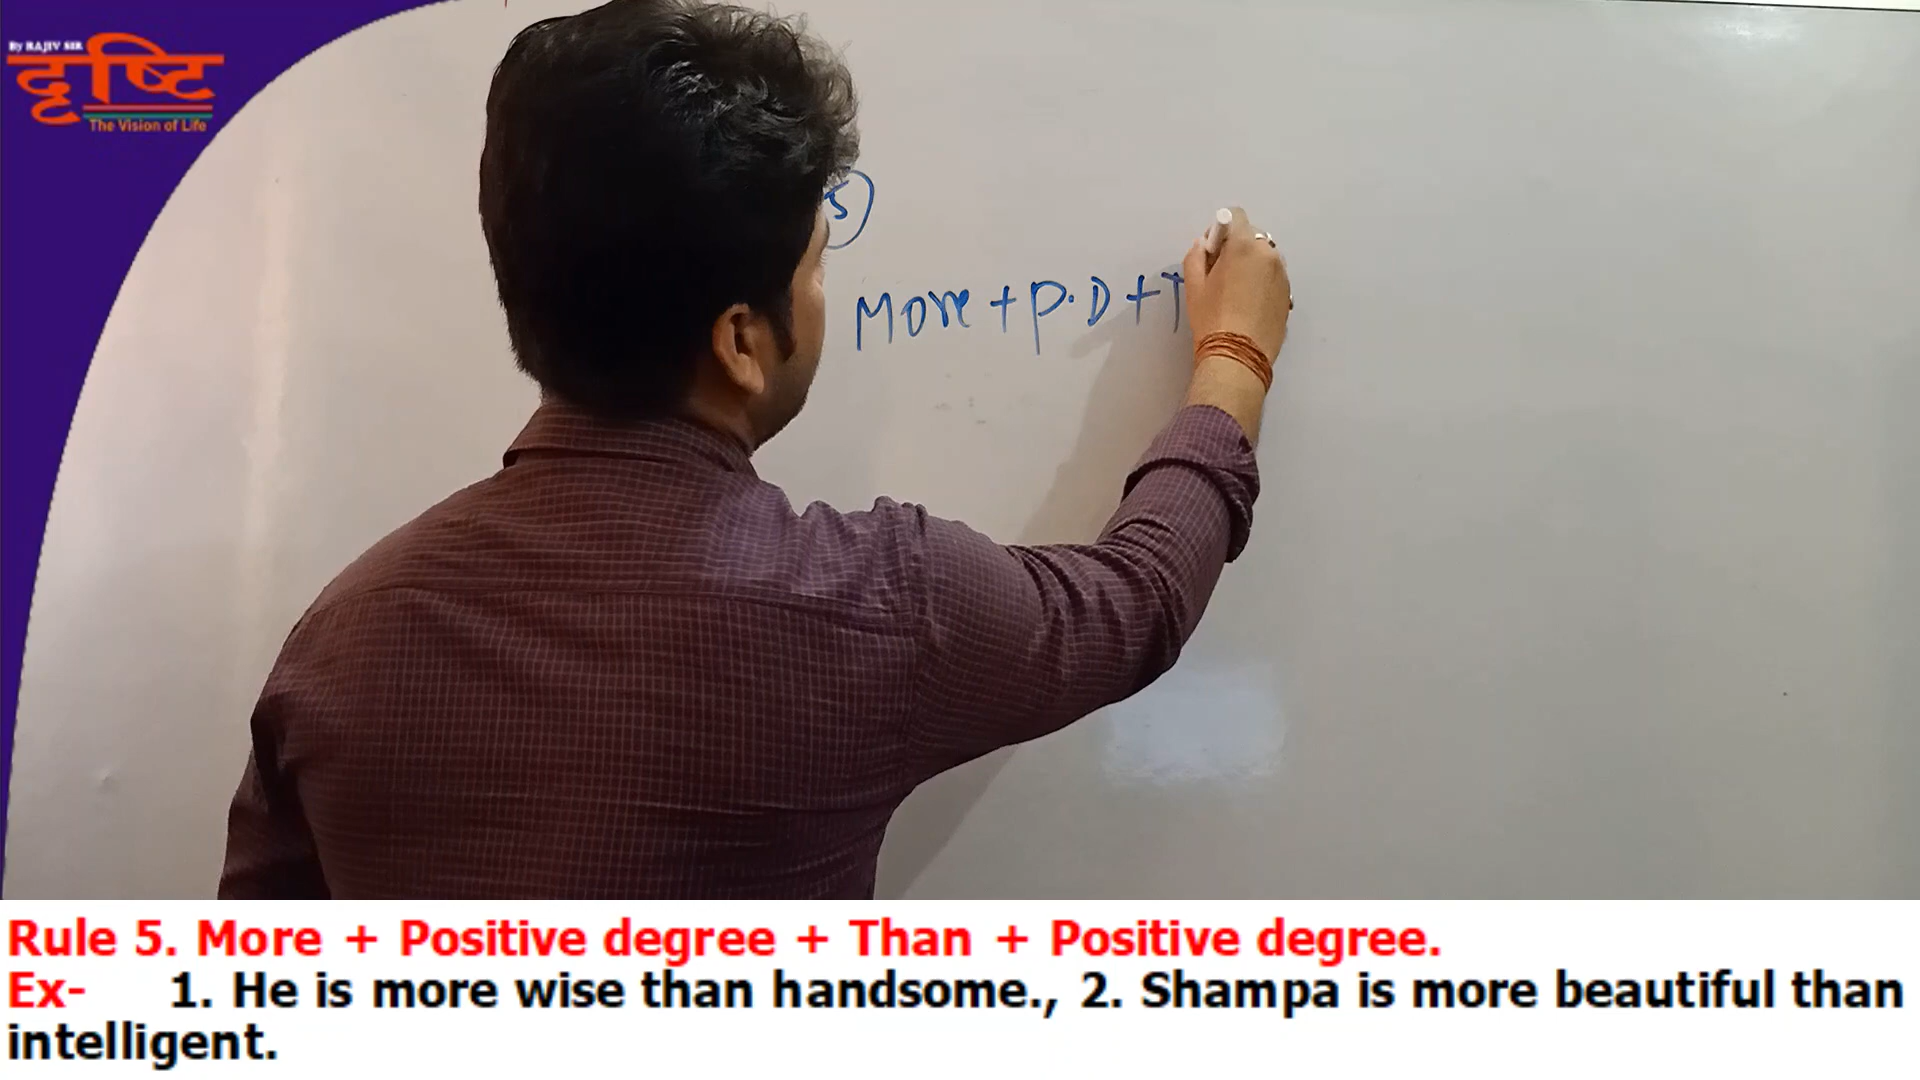 By RAJIV SIR
दृष्टि
The Vision of Life
5
More + P.D + T
Rule 5. More + Positive degree + Than + Positive degree.
Ex- 1. He is more wise than handsome., 2. Shampa is more beautiful than
intelligent.